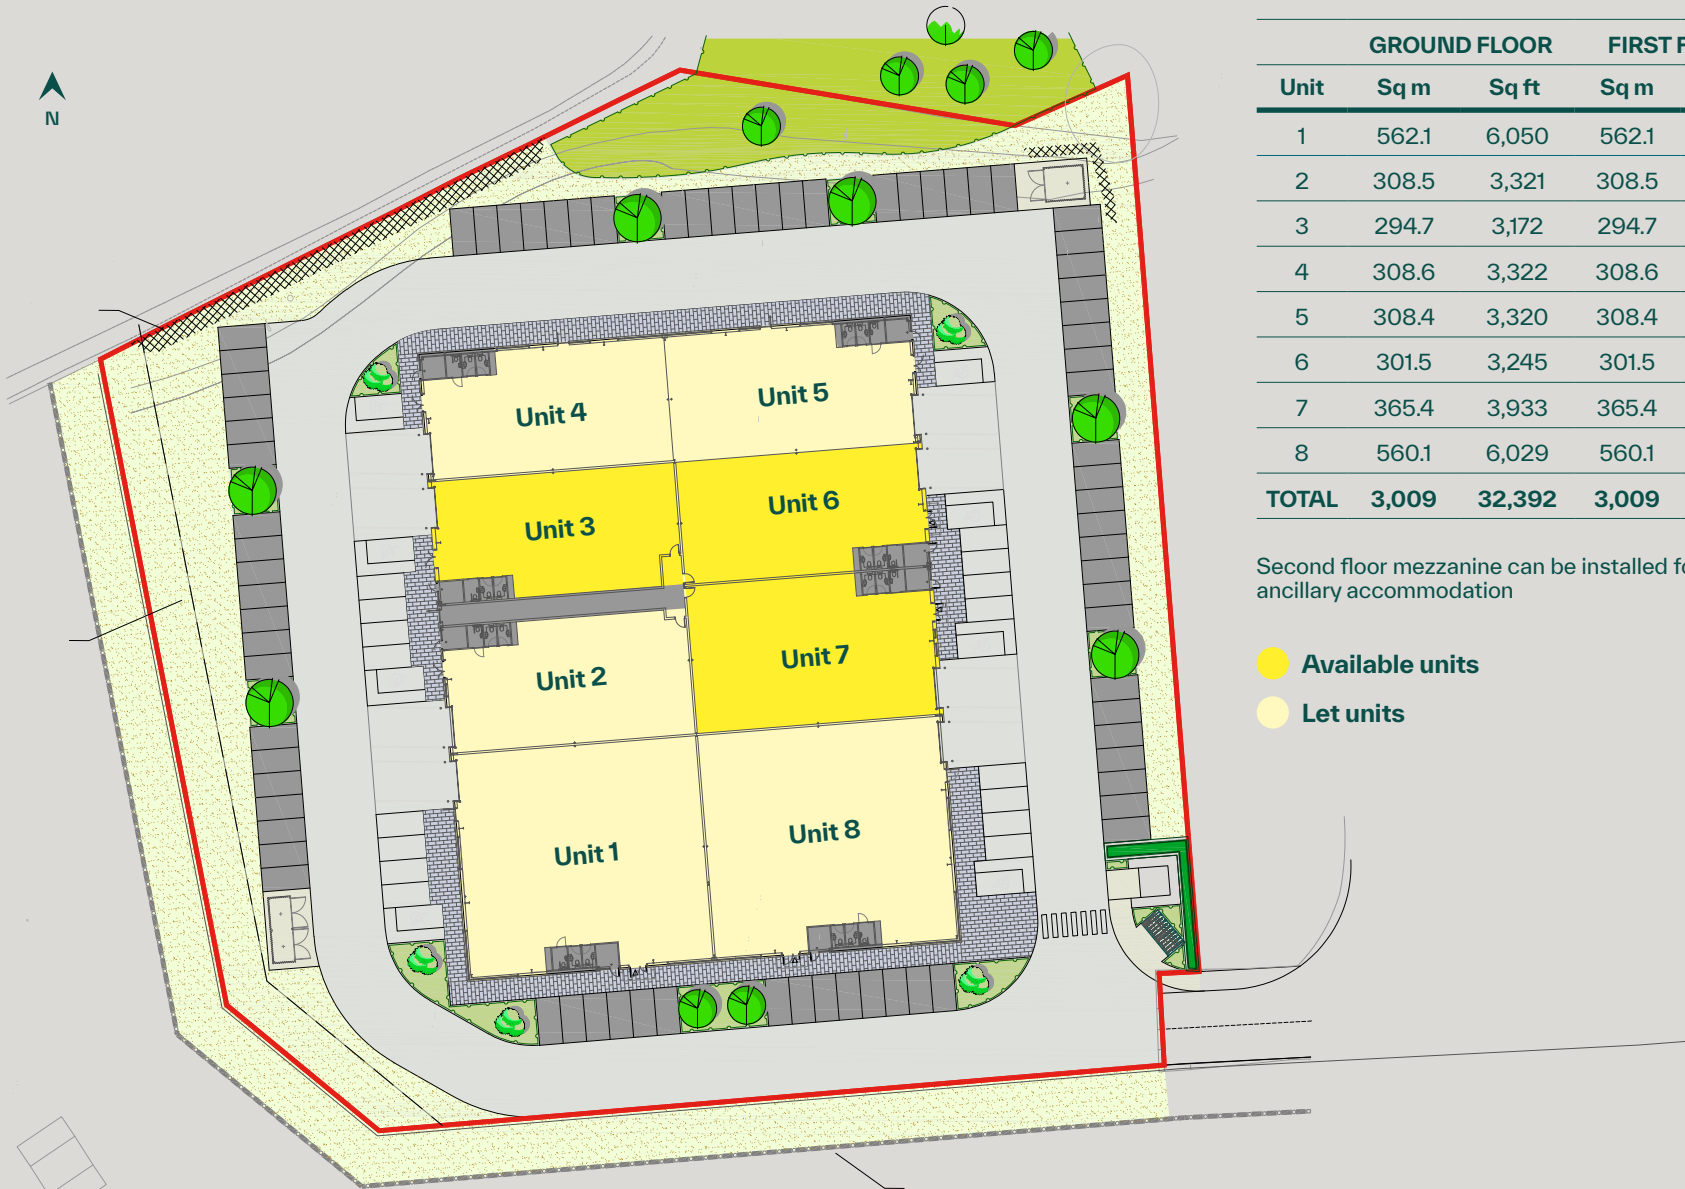 N
GROUND FLOOR FIRST F
Unit Sq m Sq ft Sq m
1 562.1 6,050 562.1
2 308.5 3,321 308.5
3 294.7 3,172 294.7
4 308.6 3,322 308.6
5 308.4 3,320 308.4
6 301.5 3,245 301.5
7 365.4 3,933 365.4
8 560.1 6,029 560.1
TOTAL 3,009 32,392 3,009
Second floor mezzanine can be installed fo
ancillary accommodation
Available units
Let units
Unit 4
Unit 5
Unit 3
Unit 6
Unit 2
Unit 7
Unit 1
Unit 8